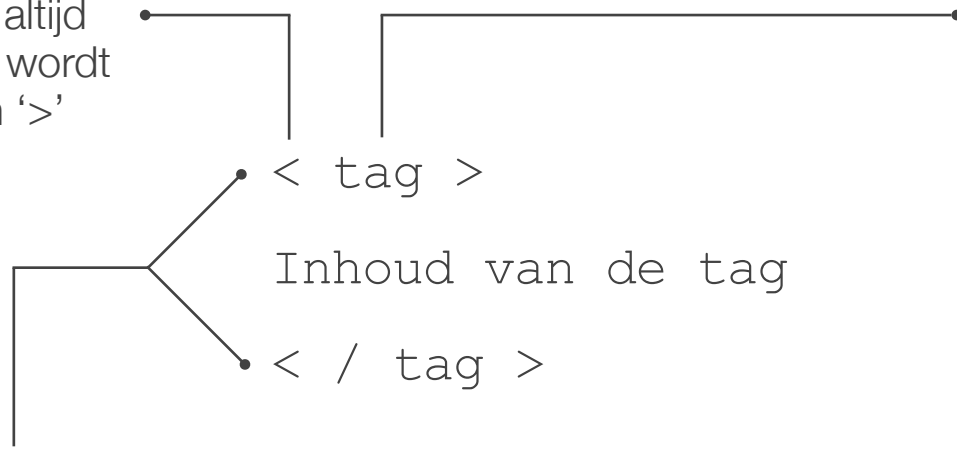 altijd
wordt
‘>’
< tag >
Inhoud van de tag
< / tag >